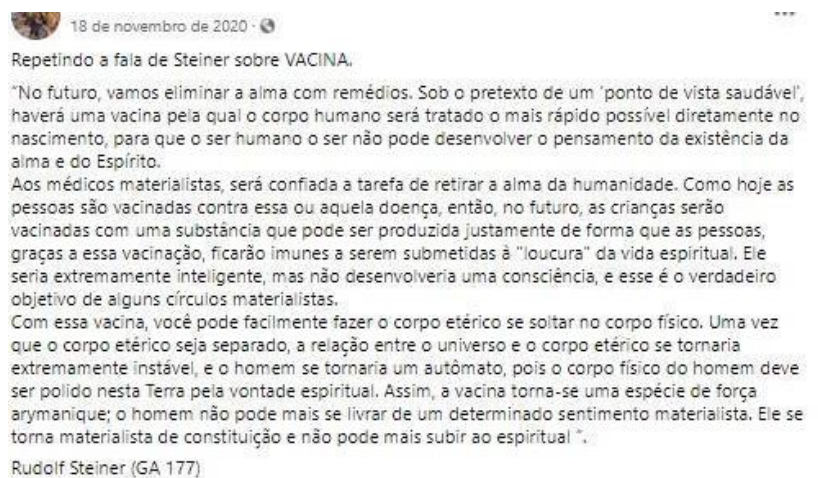 18 de novembro de 2020 ·
Repetindo a fala de Steiner sobre VACINA.
"No futuro, vamos eliminar a alma com remédios. Sob o pretexto de um 'ponto de vista saudável',
haverá uma vacina pela qual o corpo humano será tratado o mais rápido possível diretamente no
nascimento, para que o ser humano o ser não pode desenvolver o pensamento da existência da
alma e do Espírito.
Aos médicos materialistas, será confiada a tarefa de retirar a alma da humanidade. Como hoje as
pessoas são vacinadas contra essa ou aquela doença, então, no futuro, as crianças serão
vacinadas com uma substância que pode ser produzida justamente de forma que as pessoas,
graças a essa vacinação, ficarão imunes a serem submetidas à "loucura" da vida espiritual. Ele
seria extremamente inteligente, mas não desenvolveria uma consciência, e esse é o verdadeiro
objetivo de alguns círculos materialistas.
Com essa vacina, você pode facilmente fazer o corpo etérico se soltar no corpo físico. Uma vez
que o corpo etérico seja separado, a relação entre o universo e o corpo etérico se tornaria
extremamente instável, e o homem se tornaria um autômato, pois o corpo físico do homem deve
ser polido nesta Terra pela vontade espiritual. Assim, a vacina torna-se uma espécie de força
arymanique; o homem não pode mais se livrar de um determinado sentimento materialista. Ele se
torna materialista de constituição e não pode mais subir ao espiritual ".
Rudolf Steiner (GA 177)